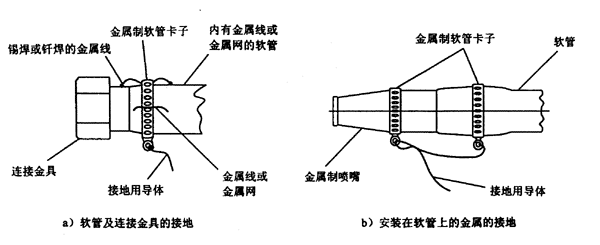 金属制软管卡子
内有金属线或
金属网的软管
锡焊或钎焊的金属线
连接金具
接地用导体
金属线或
金属网
a）软管及连接金具的接地
金属制软管卡子
软管
金属制喷嘴
接地用导体
b）安装在软管上的金属的接地